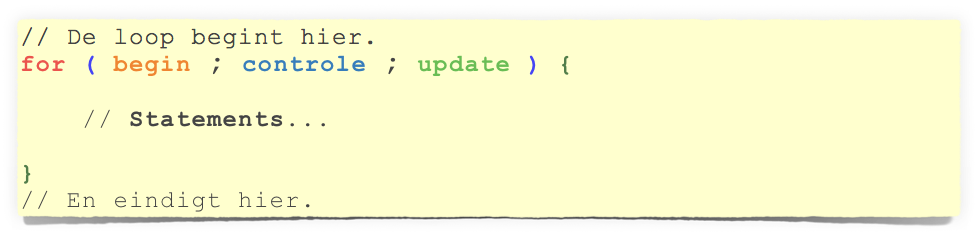 // De loop begint hier.
for ( begin ; controle ; update ) {
// Statements...
}
// En eindigt hier.